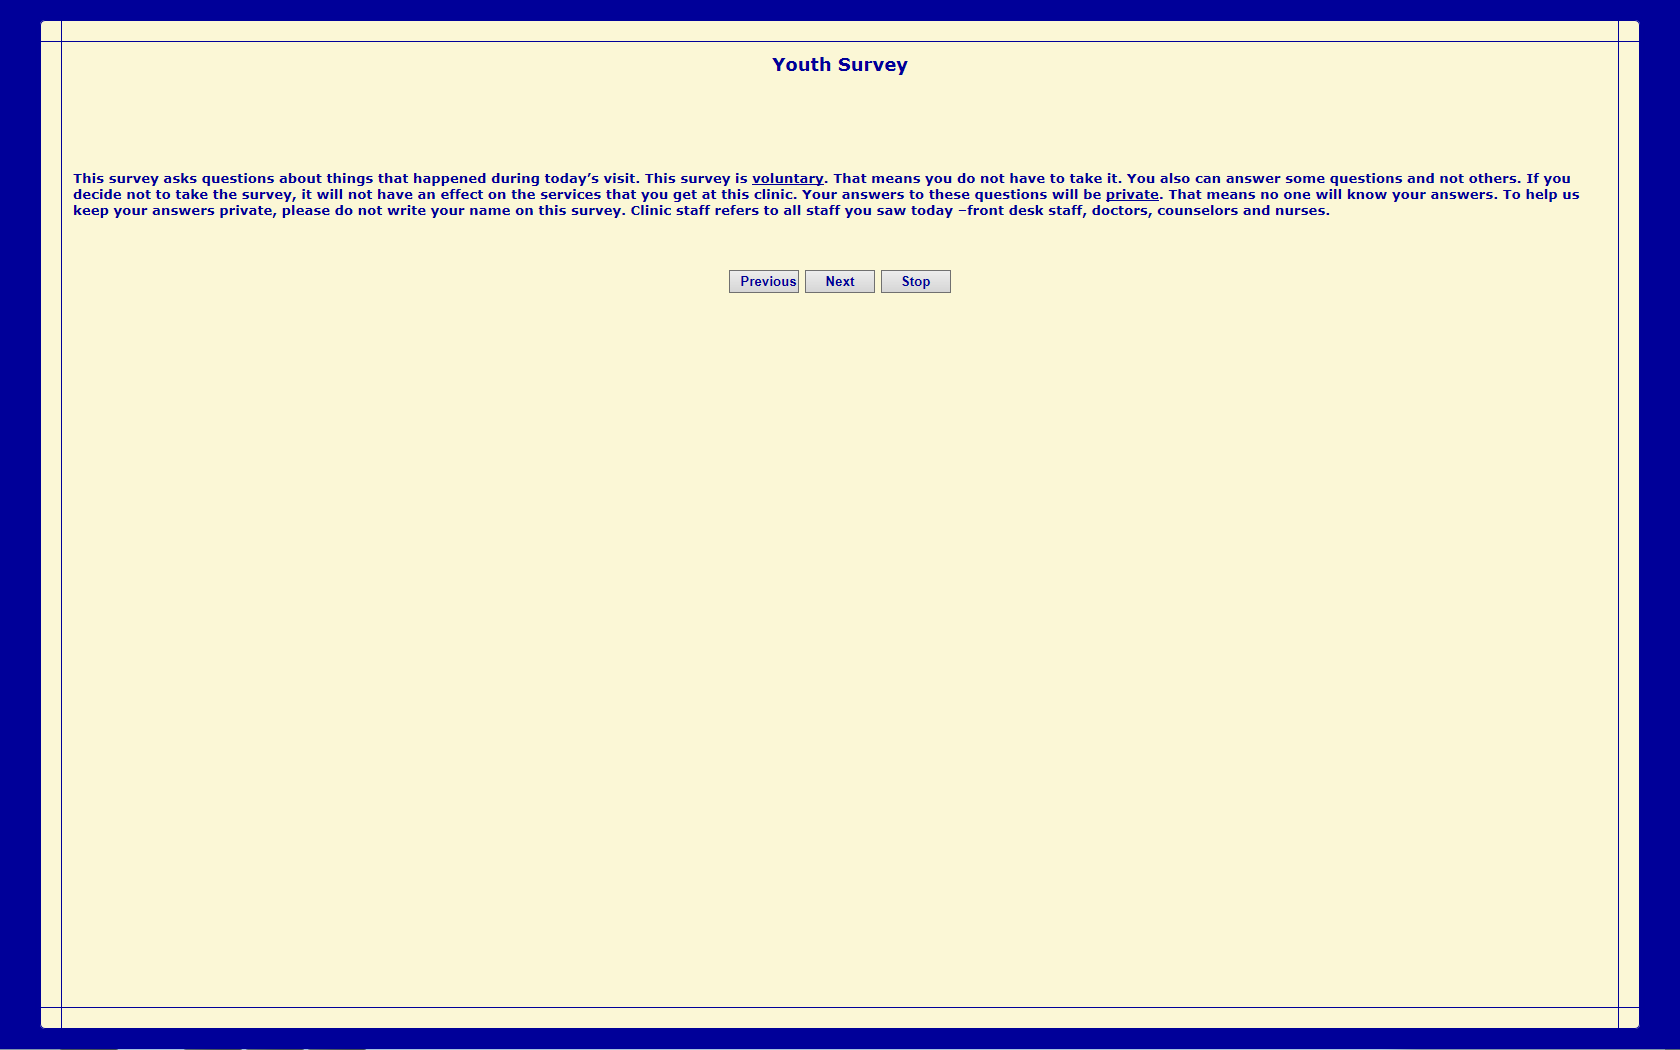 Youth Survey
This survey asks questions about things that happened during today’s visit. This survey is voluntary. That means you do not have to take it. You also can answer some questions and not others. If you
decide not to take the survey, it will not have an effect on the services that you get at this clinic. Your answers to these questions will be private. That means no one will know your answers. To help us
keep your answers private, please do not write your name on this survey. Clinic staff refers to all staff you saw today –front desk staff, doctors, counselors and nurses.
Previous Next Stop